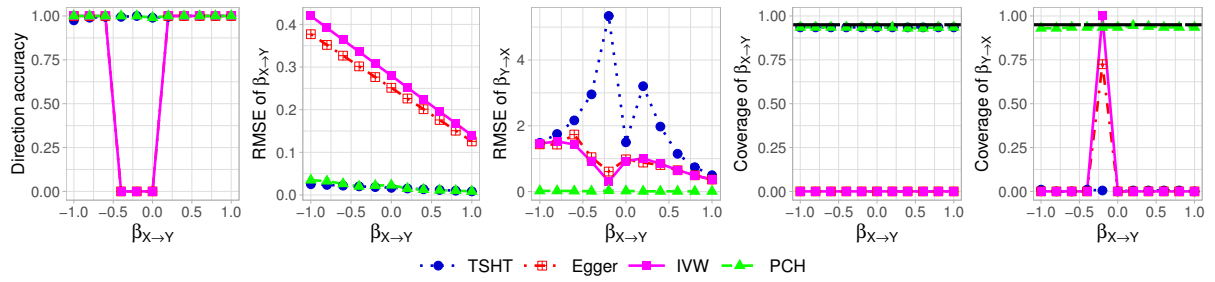 Direction accuracy
1.00
0.75
0.50
0.25
0.00
−1.0 −0.5 0.0 0.5 1.0
βX→Y
RMSE of βX→Y
0.4
0.3
0.2
0.1
0.0
−1.0 −0.5 0.0 0.5 1.0
βX→Y
RMSE of βY→X
4
2
0
−1.0 −0.5 0.0 0.5 1.0
βX→Y
Coverage of βX→Y
1.00
0.75
0.50
0.25
0.00
−1.0 −0.5 0.0 0.5 1.0
βX→Y
Coverage of βY→X
1.00
0.75
0.50
0.25
0.00
−1.0 −0.5 0.0 0.5 1.0
βX→Y
TSHT Egger IVW PCH